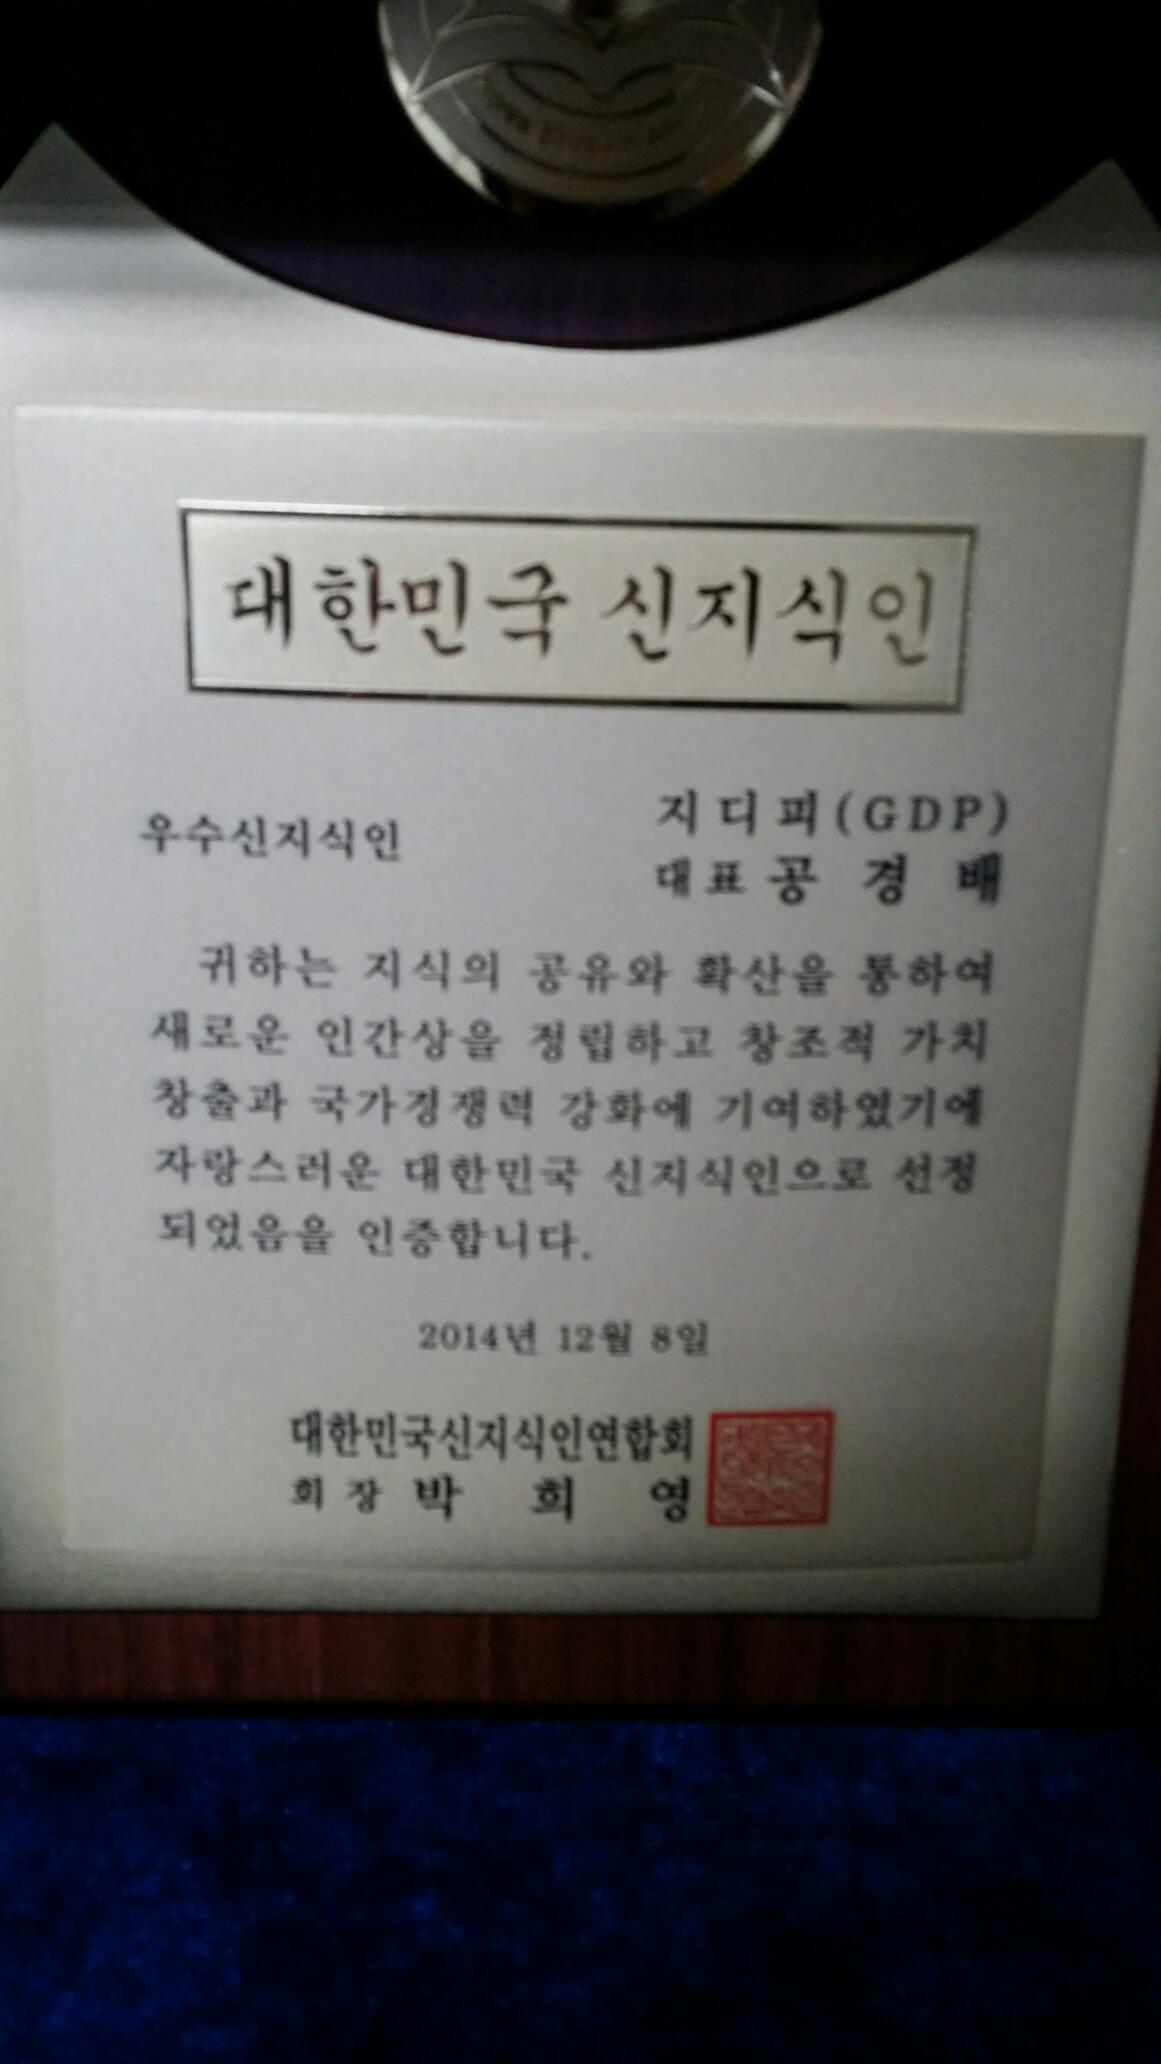 대한민국 신지식인
우수신지식인
지디피(GDP)
대표 공 경 배
귀하는 지식의 공유와 확산을 통하여
새로운 인간상을 정립하고 창조적 가치
창출과 국가경쟁력 강화에 기여하였기에
자랑스러운 대한민국 신지식인으로 선정
되었음을 인증합니다.
2014년 12월 8일
대한민국신지식인연합회
회 장 박 희 영